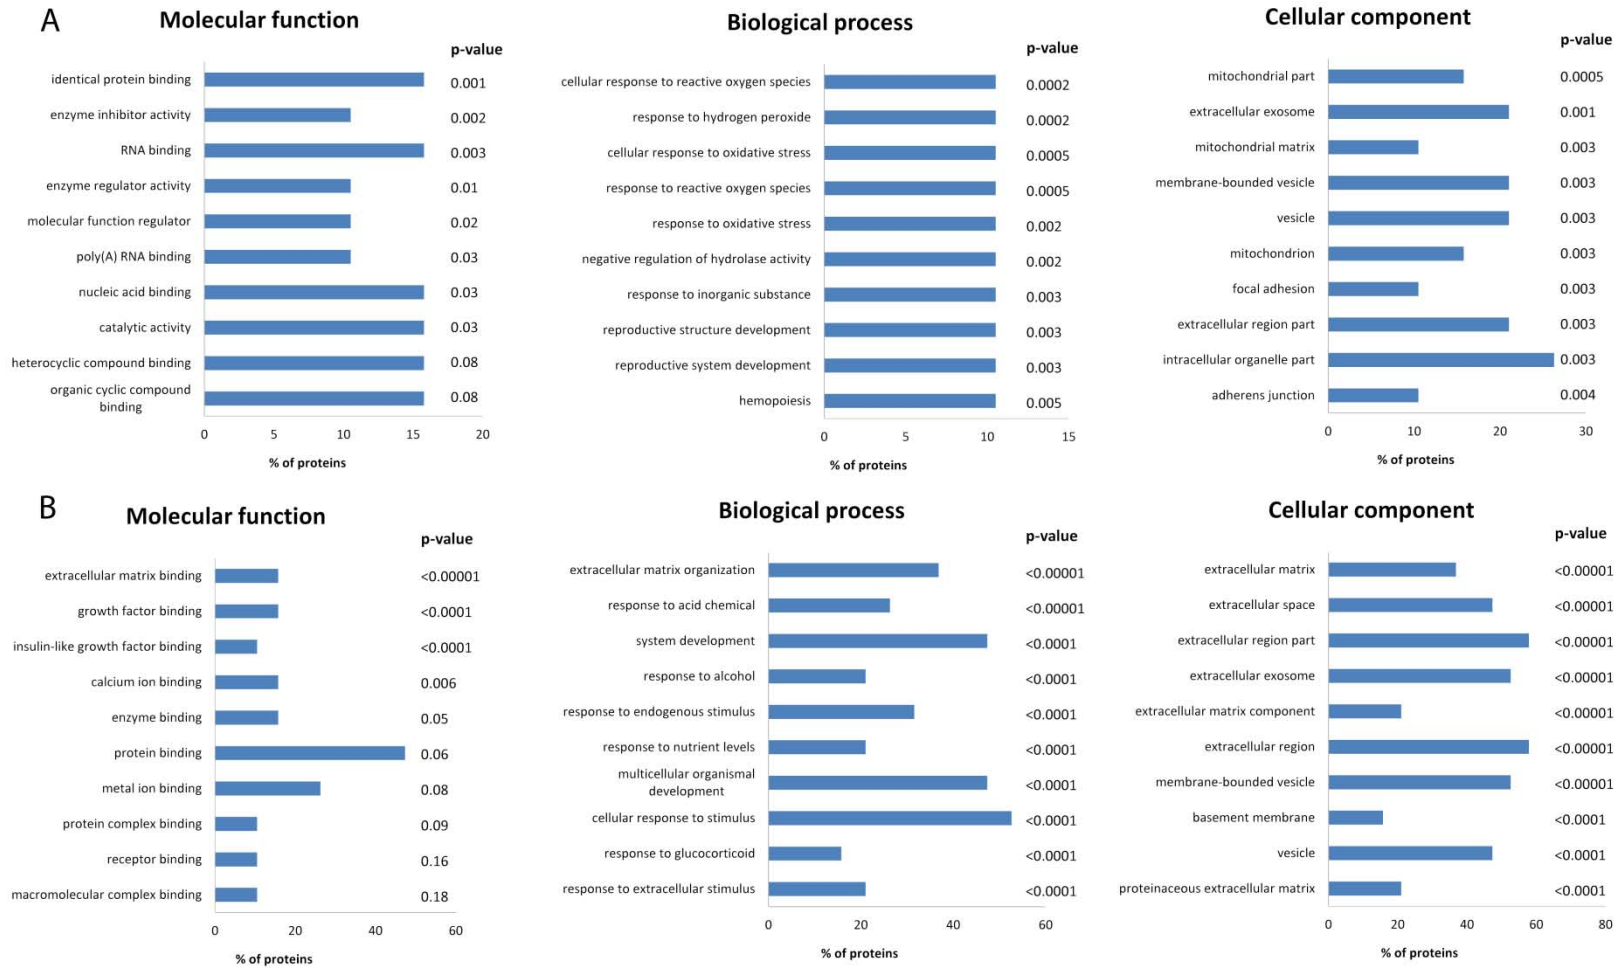 A
Molecular function
p-value
identical protein binding 0.001
enzyme inhibitor activity 0.002
RNA binding 0.003
enzyme regulator activity 0.01
molecular function regulator 0.02
poly(A) RNA binding 0.03
nucleic acid binding 0.03
catalytic activity 0.03
heterocyclic compound binding 0.08
organic cyclic compound
binding 0.08
0 5 10 15 20
% of proteins
Biological process
p-value
cellular response to reactive oxygen species 0.0002
response to hydrogen peroxide 0.0002
cellular response to oxidative stress 0.0005
response to reactive oxygen species 0.0005
response to oxidative stress 0.002
negative regulation of hydrolase activity 0.002
response to inorganic substance 0.003
reproductive structure development 0.003
reproductive system development 0.003
hemopoiesis 0.005
0 5 10 15
% of proteins
Cellular component
p-value
mitochondrial part 0.0005
extracellular exosome 0.001
mitochondrial matrix 0.003
membrane-bounded vesicle 0.003
vesicle 0.003
mitochondrion 0.003
focal adhesion 0.003
extracellular region part 0.003
intracellular organelle part 0.003
adherens junction 0.004
0 10 20 30
% of proteins
B
Molecular function
p-value
extracellular matrix binding <0.00001
growth factor binding <0.0001
insulin-like growth factor binding <0.0001
calcium ion binding 0.006
enzyme binding 0.05
protein binding 0.06
metal ion binding 0.08
protein complex binding 0.09
receptor binding 0.16
macromolecular complex binding 0.18
0 20 40 60
% of proteins
Biological process
p-value
extracellular matrix organization <0.00001
response to acid chemical <0.00001
system development <0.0001
response to alcohol <0.0001
response to endogenous stimulus <0.0001
response to nutrient levels <0.0001
multicellular organismal
development <0.0001
cellular response to stimulus <0.0001
response to glucocorticoid <0.0001
response to extracellular stimulus <0.0001
0 20 40 60
% of proteins
Cellular component
p-value
extracellular matrix <0.00001
extracellular space <0.00001
extracellular region part <0.00001
extracellular exosome <0.00001
extracellular matrix component <0.00001
extracellular region <0.00001
membrane-bounded vesicle <0.00001
basement membrane <0.0001
vesicle <0.0001
proteinaceous extracellular matrix <0.0001
0 20 40 60 80
% of proteins